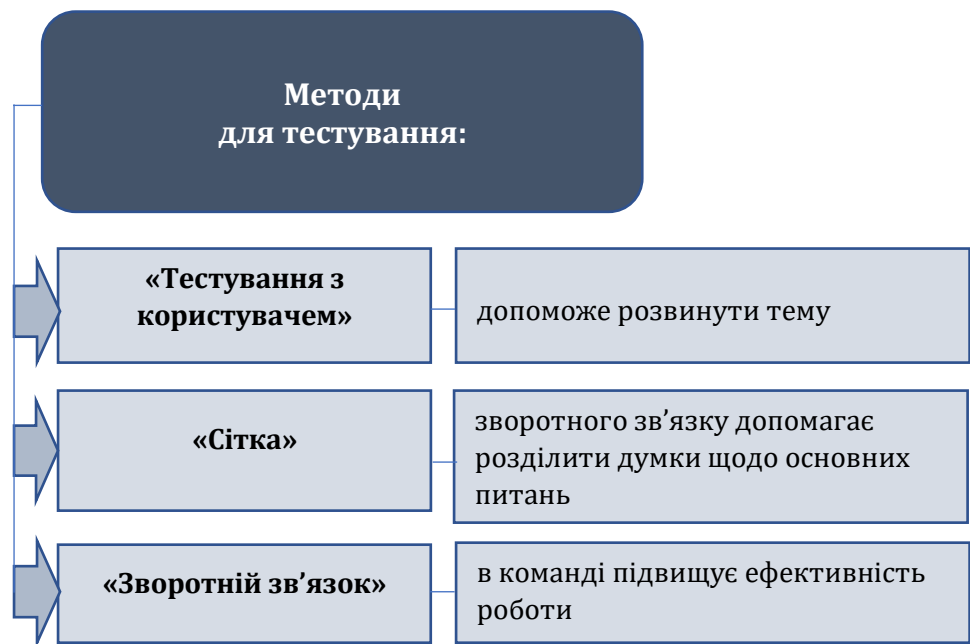 Методи
для тестування:
«Тестування з
користувачем»
допоможе розвинути тему
«Сітка»
зворотного зв’язку допомагає
розділити думки щодо основних
питань
«Зворотній зв’язок»
в команді підвищує ефективність
роботи